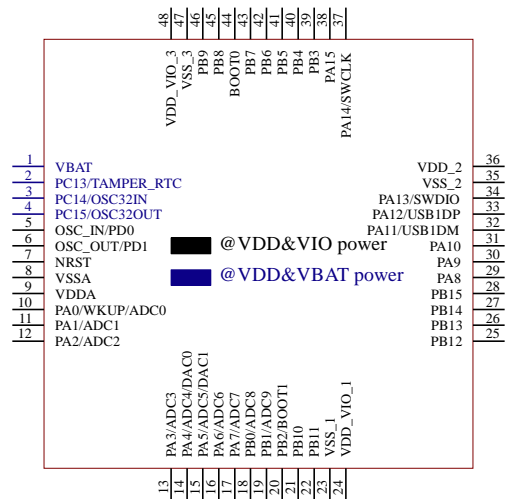 48 47 46 45 44 43 42 41 40 39 38 37
VDD_VIO_3
VSS_3
PB9
PB8
BOOT0
PB7
PB6
PB5
PB4
PB3
PA15
PA14/SWCLK
1 VBAT
2 PC13/TAMPER_RTC
3 PC14/OSC32IN
4 PC15/OSC32OUT
5 OSC_IN/PD0
6 OSC_OUT/PD1
7 NRST
8 VSSA
9 VDDA
10 PA0/WKUP/ADC0
11 PA1/ADC1
12 PA2/ADC2
@VDD&VIO power
@VDD&VBAT power
VDD_2 36
VSS_2 35
PA13/SWDIO 34
PA12/USB1DP 33
PA11/USB1DM 32
PA10 31
PA9 30
PA8 29
PB15 28
PB14 27
PB13 26
PB12 25
PA3/ADC3
PA4/ADC4/DAC0
PA5/ADC5/DAC1
PA6/ADC6
PA7/ADC7
PB0/ADC8
PB1/ADC9
PB2/BOOT1
PB10
PB11
VSS_1
VDD_VIO_1
13 14 15 16 17 18 19 20 21 22 23 24